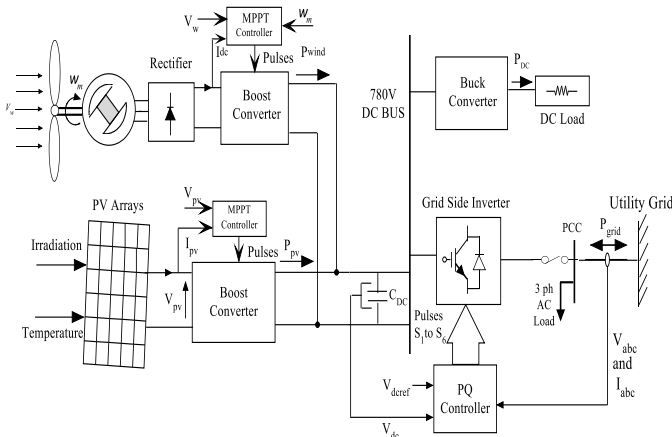 V_w
MPPT
Controller
W_m
I_dc
Pulses
P_wind
Rectifier
W_m
V_w
Boost
Converter
780V
DC BUS
Buck
Converter
P_DC
DC Load
PV Arrays
V_pv
MPPT
Controller
I_pv
Pulses
P_pv
Irradiation
Temperature
V_pv
Boost
Converter
C_DC
Grid Side Inverter
Utility Grid
PCC
P_grid
3 ph
AC
Load
Pulses
S_1 to S_6
V_abc
and
I_abc
V_dcref
PQ
Controller
V_dc